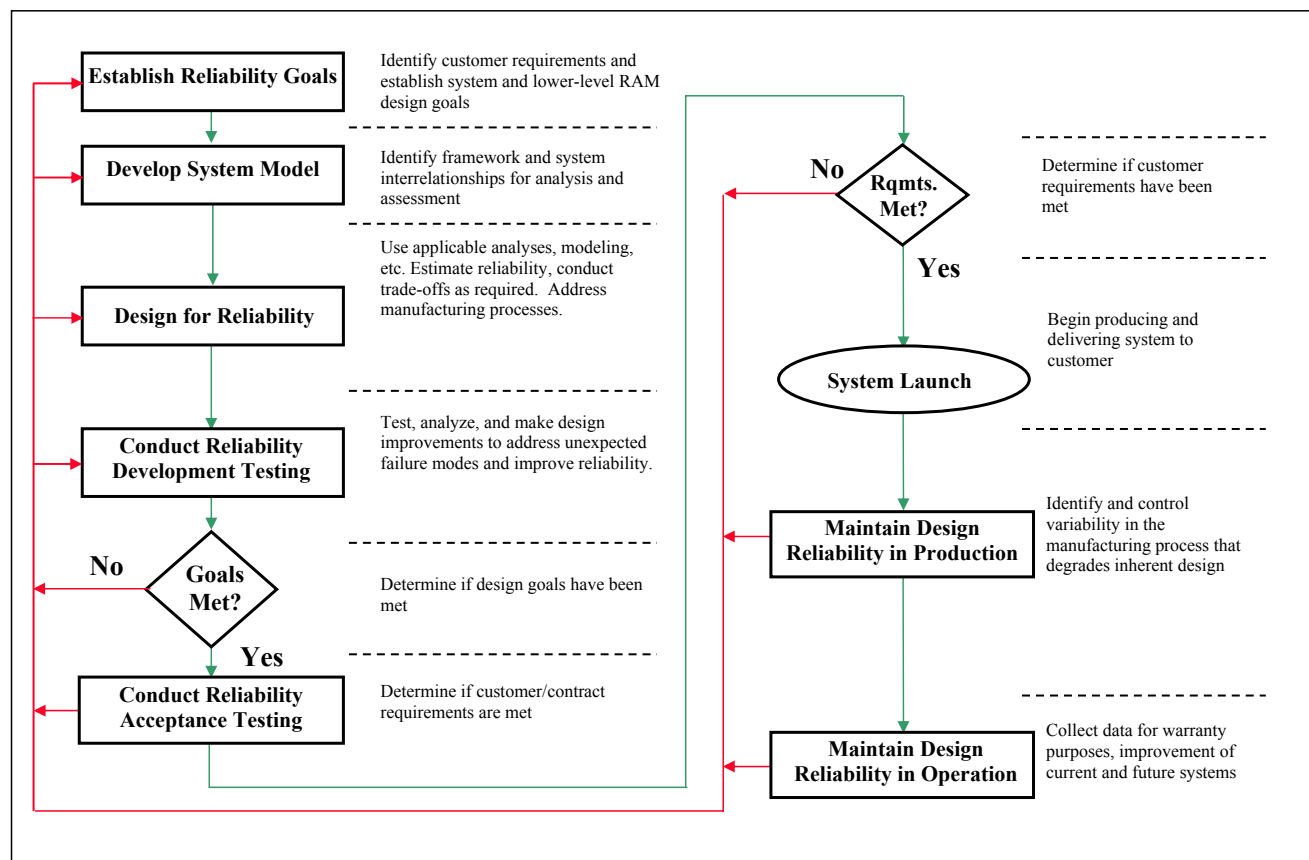 Establish Reliability Goals
Identify customer requirements and
establish system and lower-level RAM
design goals
Develop System Model
Identify framework and system
interrelationships for analysis and
assessment
Design for Reliability
Use applicable analyses, modeling,
etc. Estimate reliability, conduct
trade-offs as required.  Address
manufacturing processes.
Conduct Reliability
Development Testing
Test, analyze, and make design
improvements to address unexpected
failure modes and improve reliability.
No
Goals
Met?
Yes
Determine if design goals have been
met
Conduct Reliability
Acceptance Testing
Determine if customer/contract
requirements are met
No
Rqmts.
Met?
Yes
Determine if customer
requirements have been
met
System Launch
Begin producing and
delivering system to
customer
Maintain Design
Reliability in Production
Identify and control
variability in the
manufacturing process that
degrades inherent design
Maintain Design
Reliability in Operation
Collect data for warranty
purposes, improvement of
current and future systems